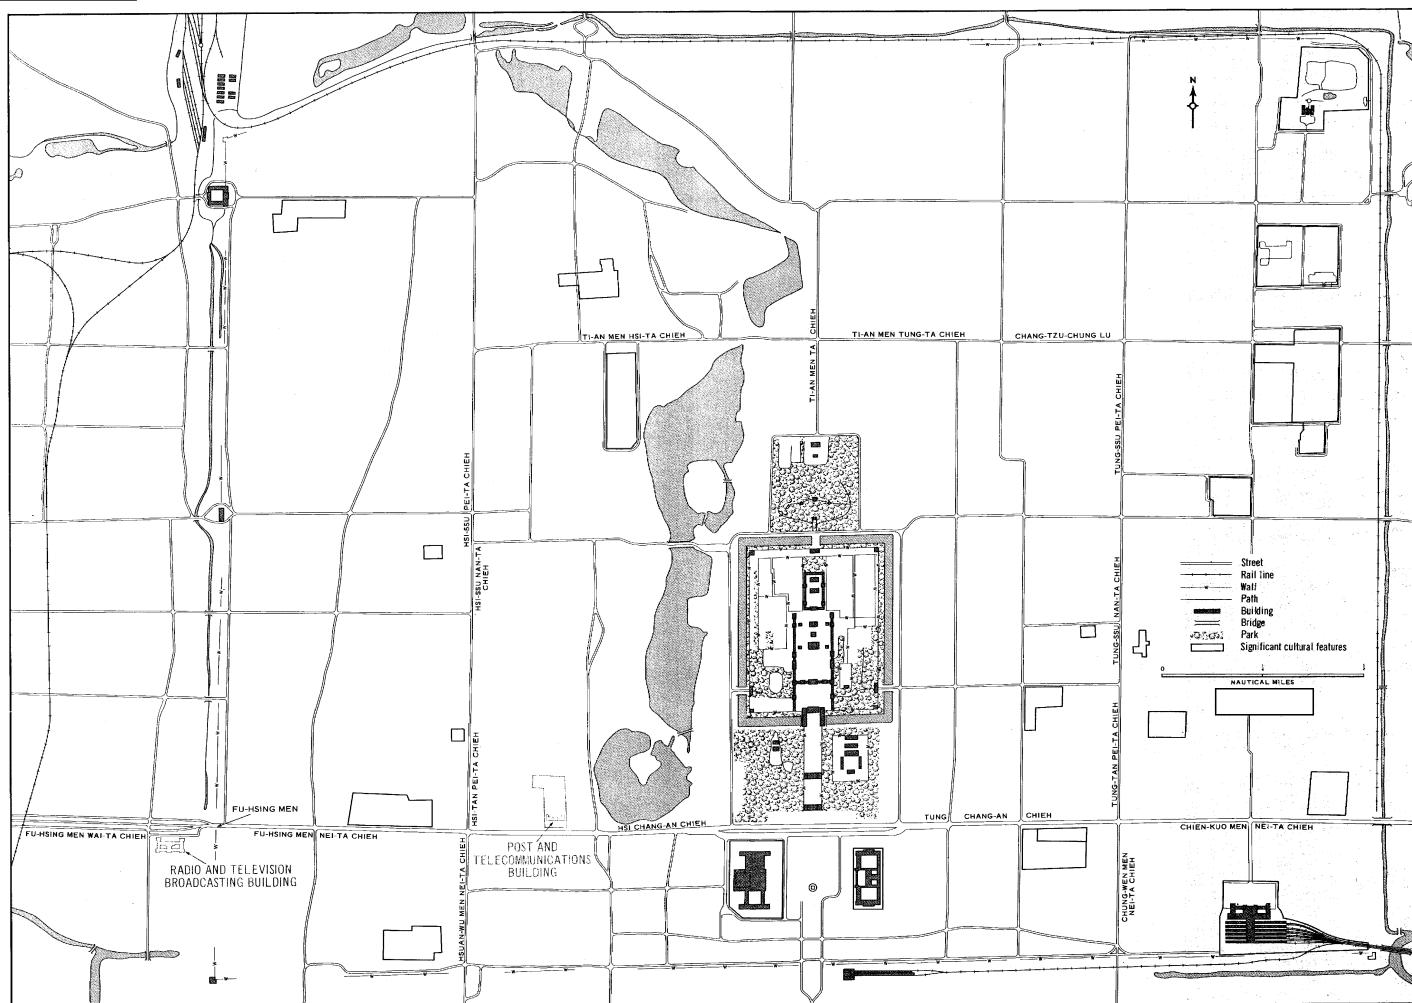 N
TI-AN MEN HSI-TA CHIEH
TI-AN MEN TA CHIEH
TI-AN MEN TUNG-TA CHIEH
CHANG-TZU-CHUNG LU
TUNG-SSU PEI-TA CHIEH
HSI-SSU PEI-TA CHIEH
HSI-SSU NAN-TA
CHIEH
TUNG-SSU NAN-TA CHIEH
Street
Rail line
Wall
Path
Building
Bridge
Park
Significant cultural features
0
1
NAUTICAL MILES
HSI-TAN PEI-TA CHIEH
TUNG-TAN PEI-TA CHIEH
FU-HSING MEN
FU-HSING MEN WAI-TA CHIEH
FU-HSING MEN NEI-TA CHIEH
HSI CHANG-AN CHIEH
TUNG CHANG-AN CHIEH
CHIEN-KUO MEN NEI-TA CHIEH
RADIO AND TELEVISION
BROADCASTING BUILDING
POST AND
TELECOMMUNICATIONS
BUILDING
HSUAN-WU MEN NEI-TA CHIEH
CHUNG-WEN MEN
NEI-TA CHIEH
W